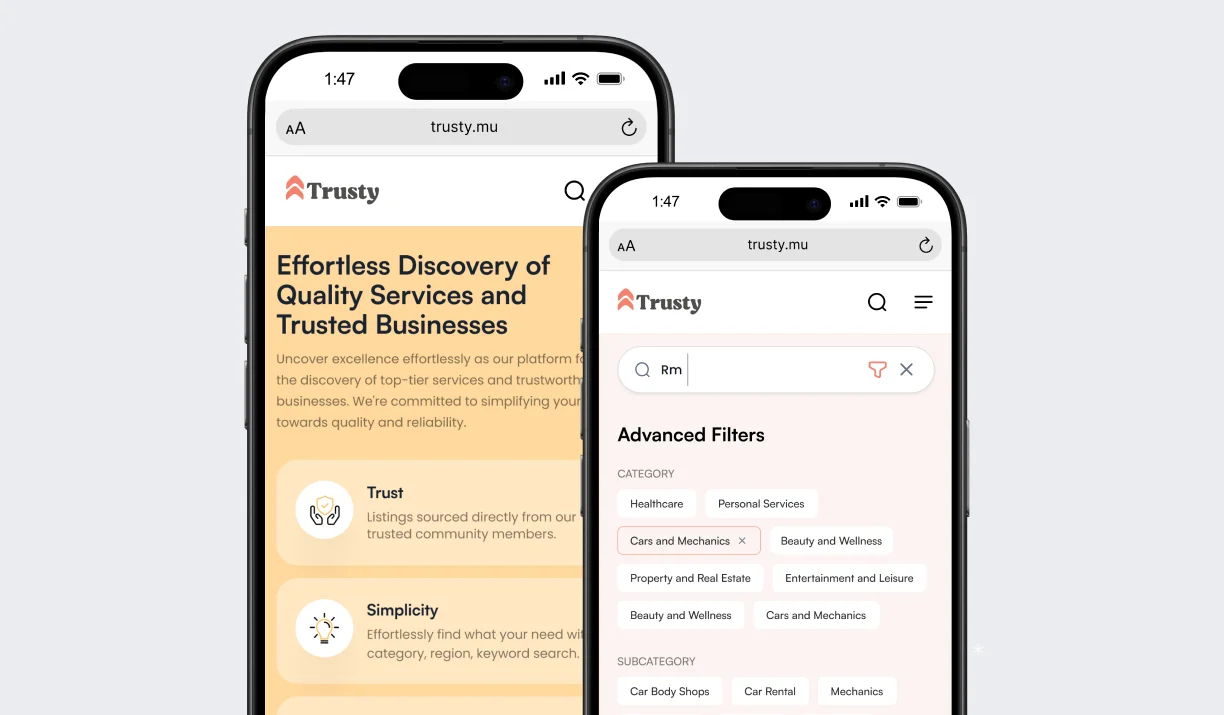 1:47
AA
trusty.mu
Trusty
Effortless Discovery of
Quality Services and
Trusted Businesses
Uncover excellence effortlessly as our platform
the discovery of top-tier services and
businesses. We're committed to simplifying your
towards quality and reliability.
Trust
Listings sourced directly from our
trusted community members.
Simplicity
Effortlessly find what your need
category, region, keyword search.
1:47
AA
trusty.mu
Trusty
Rm
Advanced Filters
CATEGORY
Healthcare Personal Services
Cars and Mechanics × Beauty and Wellness
Property and Real Estate Entertainment and Leisure
Beauty and Wellness Cars and Mechanics
SUBCATEGORY
Car Body Shops Car Rental Mechanics